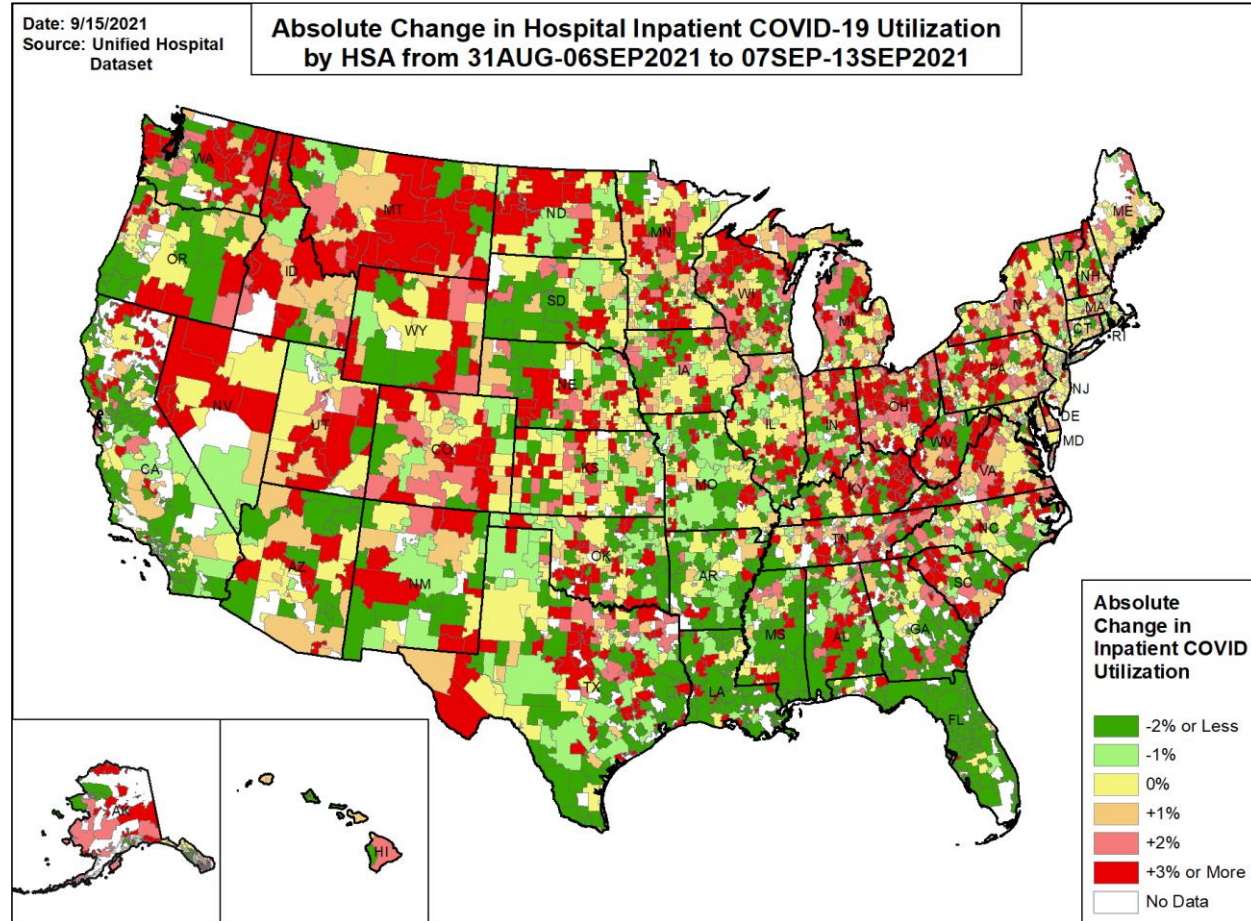 Date: 9/15/2021
Source: Unified Hospital
Dataset
Absolute Change in Hospital Inpatient COVID-19 Utilization
by HSA from 31AUG-06SEP2021 to 07SEP-13SEP2021
WA
MT
ND
MN
ME
OR
ID
SD
WI
MI
VT
NH
NY
MA
CT
RI
WY
IA
NE
PA
NJ
NV
UT
CO
IL
IN
OH
DE
MD
WV
VA
CA
KS
MO
KY
AZ
NM
OK
AR
TN
NC
SC
MS
AL
GA
TX
LA
FL
AK
HI
Absolute
Change in
Inpatient COVID
Utilization
-2% or Less
-1%
0%
+1%
+2%
+3% or More
No Data